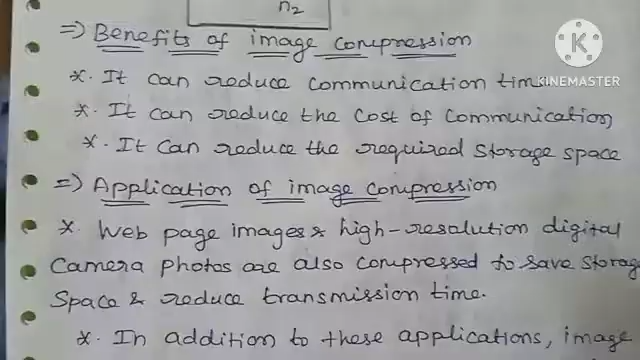 n₂
⇒) Benefits of image compression
*. It can reduce communication time
KINEMASTER
*. It can reduce the cost of communication
*. It can reduce the required storage space
⇒) Application of image compression
*. Web page images & high-resolution digital
camera photos are also compressed to save storag
space & reduce transmission time.
*. In addition to these applications, image